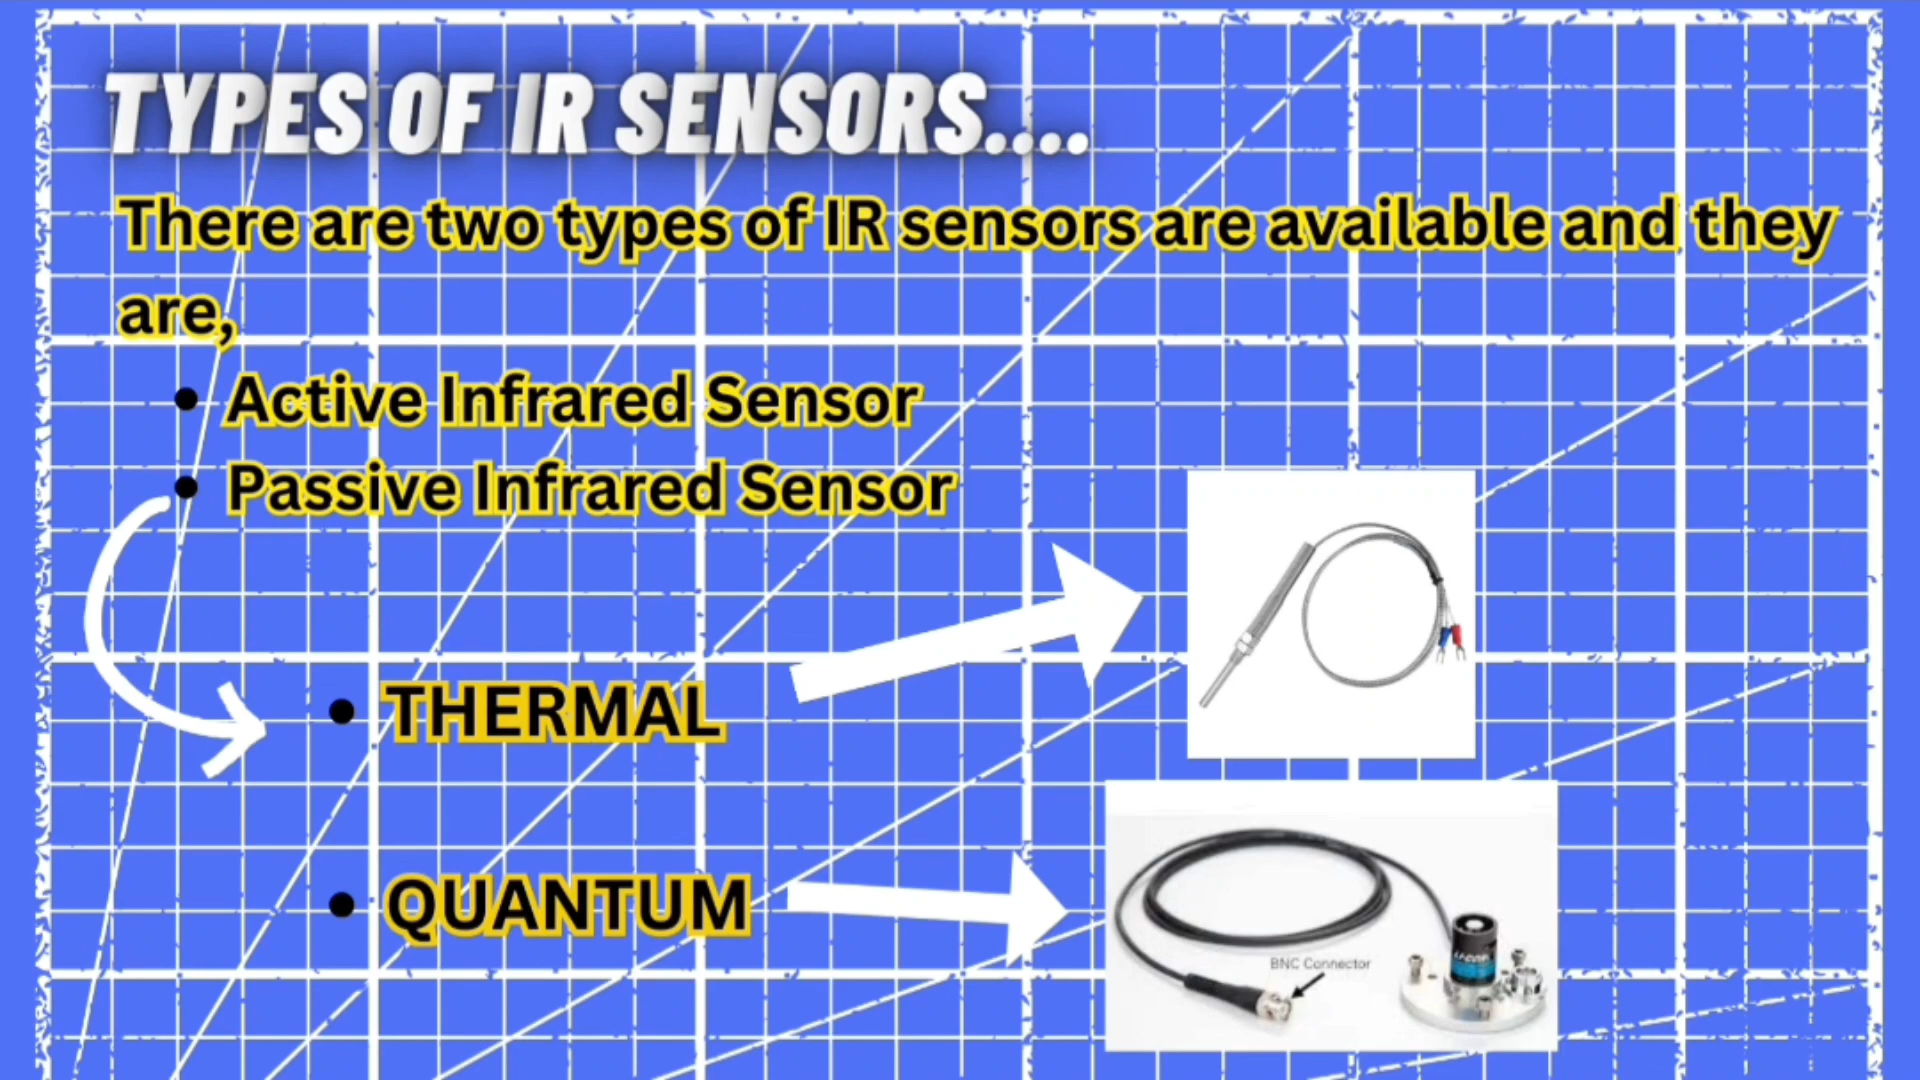 TYPES OF IR SENSORS....
There are two types of IR sensors are available and they
are,
• Active Infrared Sensor
• Passive Infrared Sensor
• THERMAL
• QUANTUM
BNC Connector